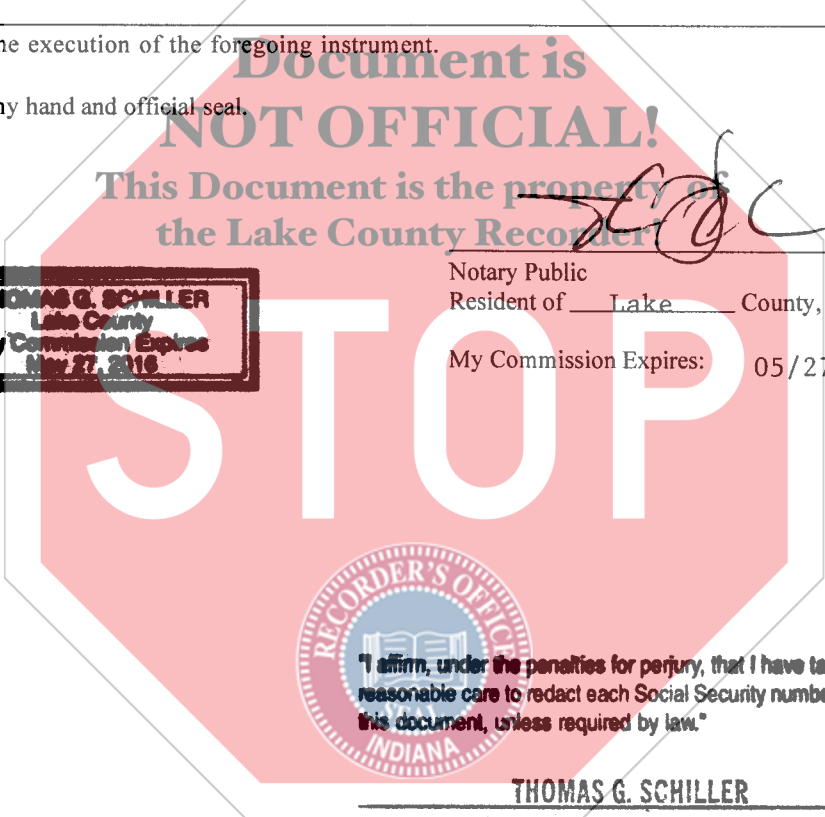 he execution of the foregoing instrument.
Document is
ny hand and official seal.
NOT OFFICIAL!
This Document is the property of
the Lake County Recorder!
Notary Public
Resident of Lake County,
My Commission Expires: 05/27
OMAS G. SCHILLER
Lake County
y Commission Expires
May 27, 2016
STOP
RECORDER'S OFFICE
SEAL
INDIANA
"I affirm, under the penalties for perjury, that I have ta
reasonable care to redact each Social Security numbe
this document, unless required by law."
THOMAS G. SCHILLER